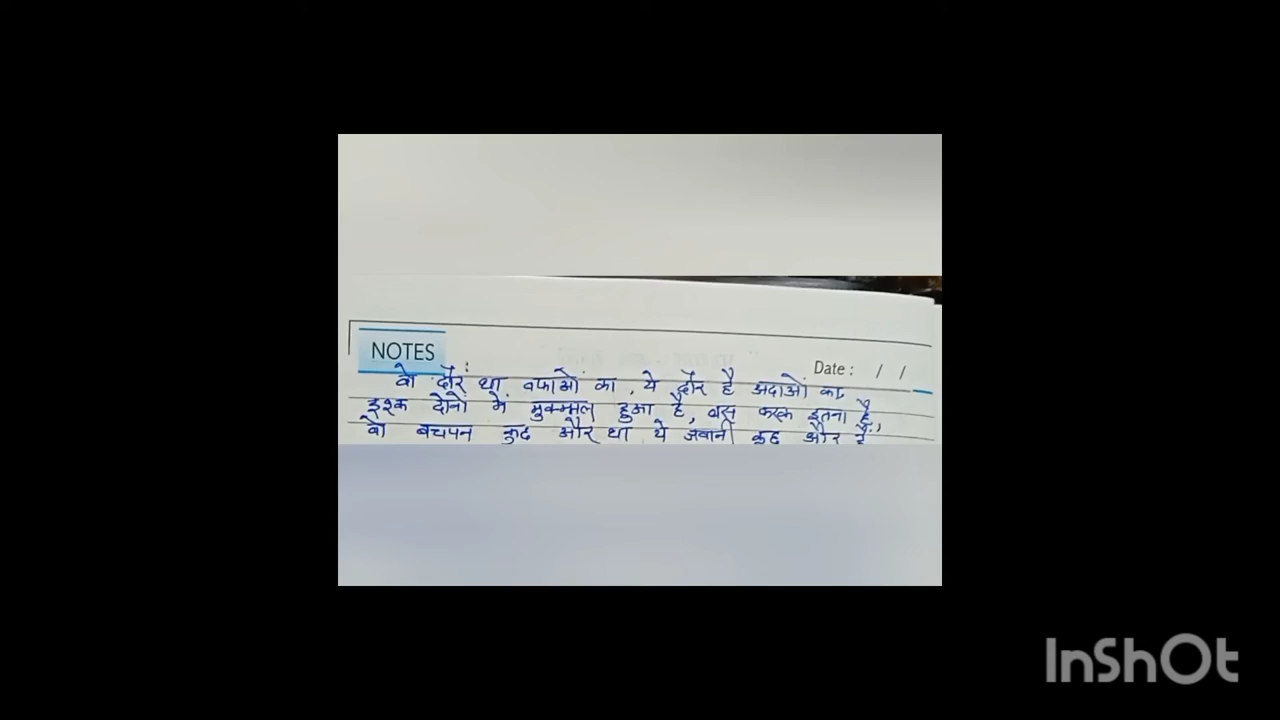 NOTES
Date : / /
वो दौर था वफाओं का, ये दौर है अदाओं का
इश्क दोनों में मुकम्मल हुआ है, बस फर्क इतना है,
वो बचपन कुछ और था ये जवानी कुछ और है
InShOt